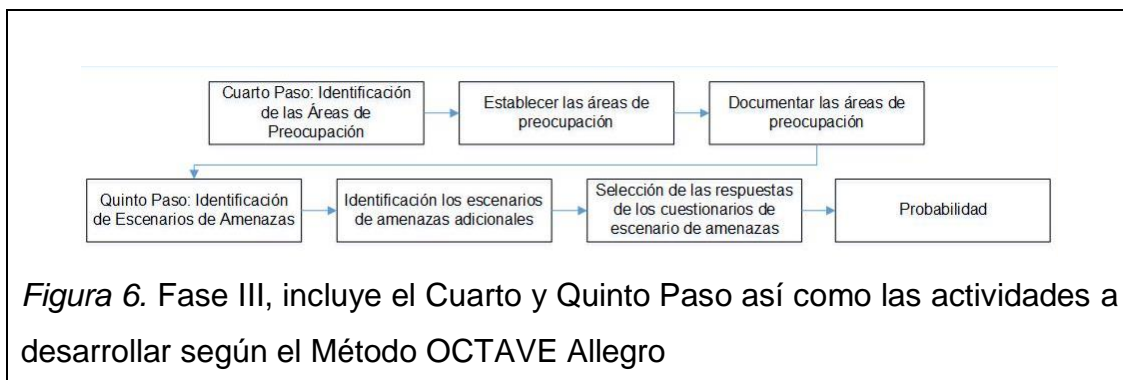 Cuarto Paso: Identificación
de las Áreas de
Preocupación
Establecer las áreas de
preocupación
Documentar las áreas de
preocupación
Quinto Paso: Identificación
de Escenarios de Amenazas
Identificación los escenarios
de amenazas adicionales
Selección de las respuestas
de los cuestionarios de
escenario de amenazas
Probabilidad
Figura 6. Fase III, incluye el Cuarto y Quinto Paso así como las actividades a
desarrollar según el Método OCTAVE Allegro